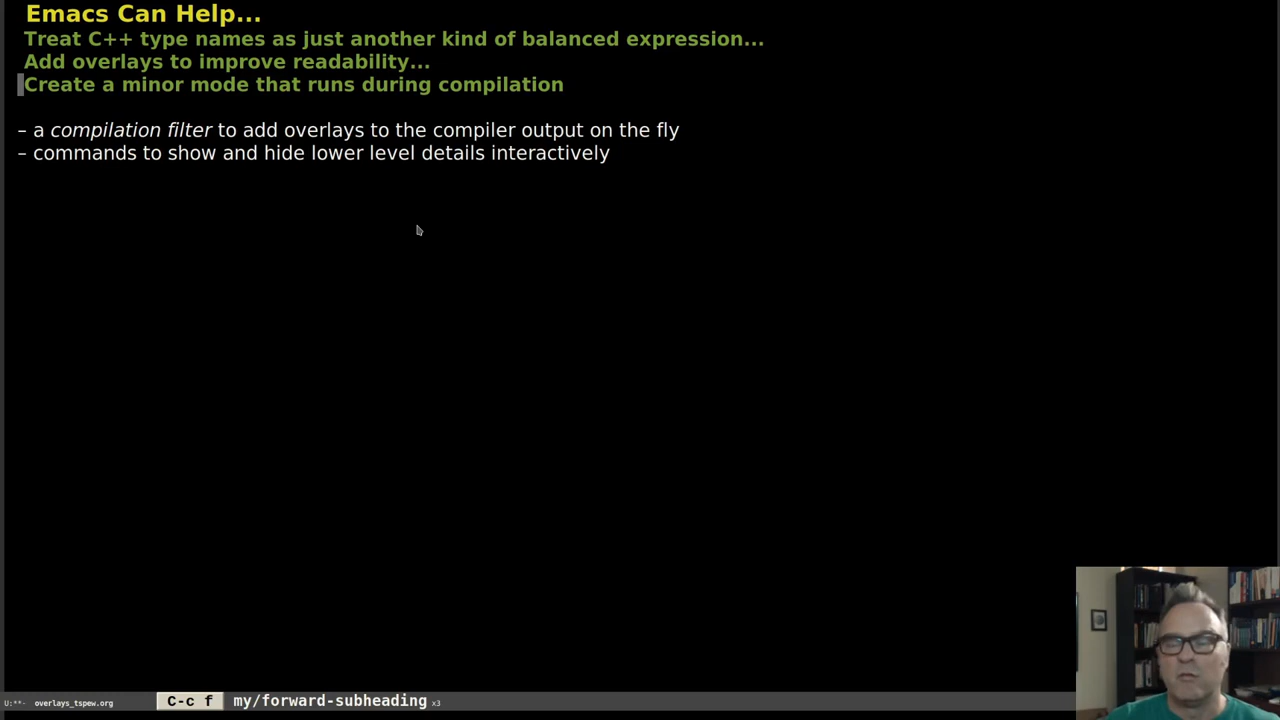 Emacs Can Help...
Treat C++ type names as just another kind of balanced expression...
Add overlays to improve readability...
Create a minor mode that runs during compilation
– a compilation filter to add overlays to the compiler output on the fly
– commands to show and hide lower level details interactively
U:**- overlays_tspew.org C-c f my/forward-subheading x3